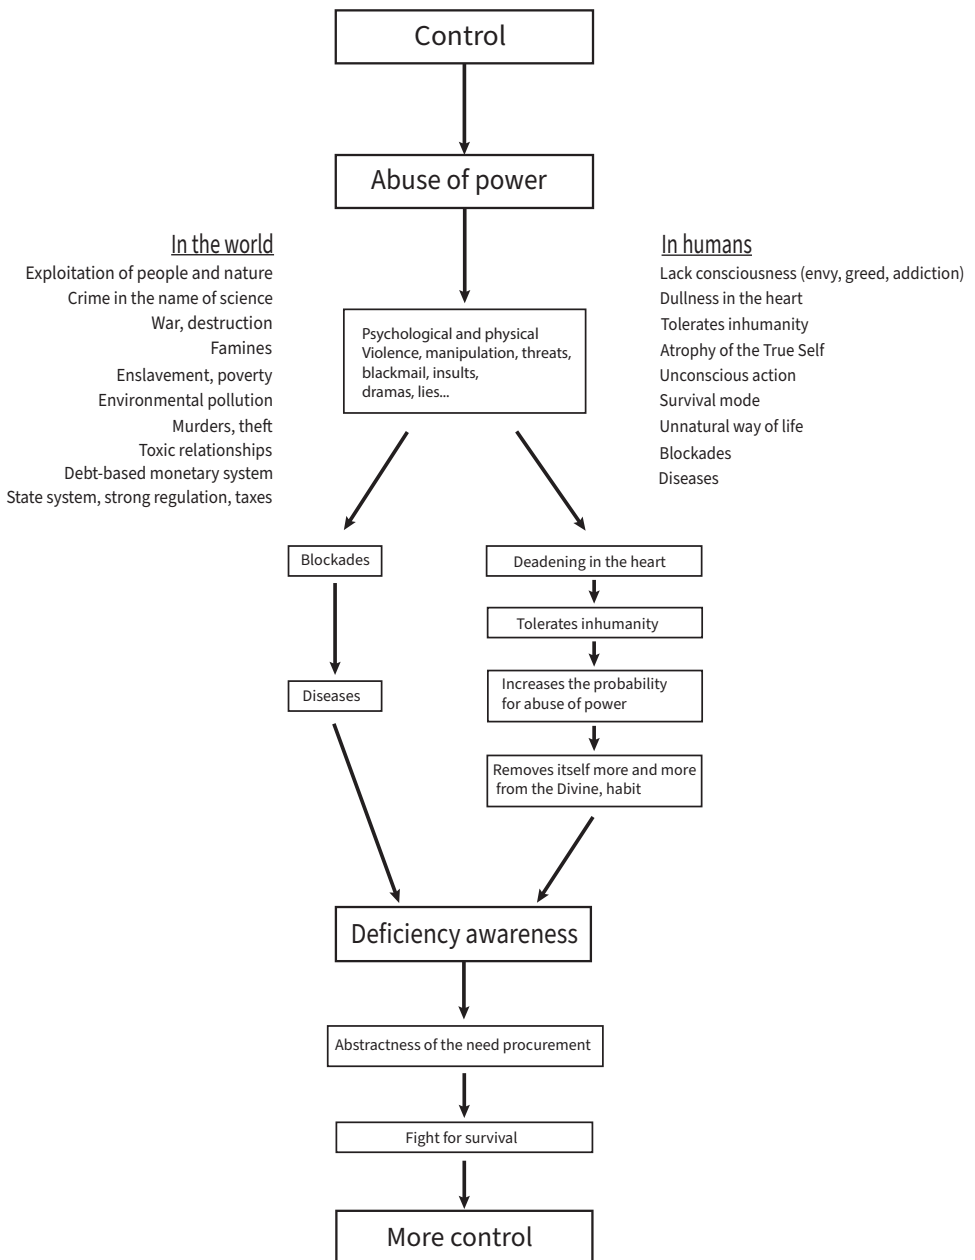 Control
Abuse of power
In the world
Exploitation of people and nature
Crime in the name of science
War, destruction
Famines
Enslavement, poverty
Environmental pollution
Murders, theft
Toxic relationships
Debt-based monetary system
State system, strong regulation, taxes
In humans
Lack consciousness (envy, greed, addiction)
Dullness in the heart
Tolerates inhumanity
Atrophy of the True Self
Unconscious action
Survival mode
Unnatural way of life
Blockades
Diseases
Psychological and physical
Violence, manipulation, threats,
blackmail, insults,
dramas, lies...
Blockades
Diseases
Deadening in the heart
Tolerates inhumanity
Increases the probability
for abuse of power
Removes itself more and more
from the Divine, habit
Deficiency awareness
Abstractness of the need procurement
Fight for survival
More control